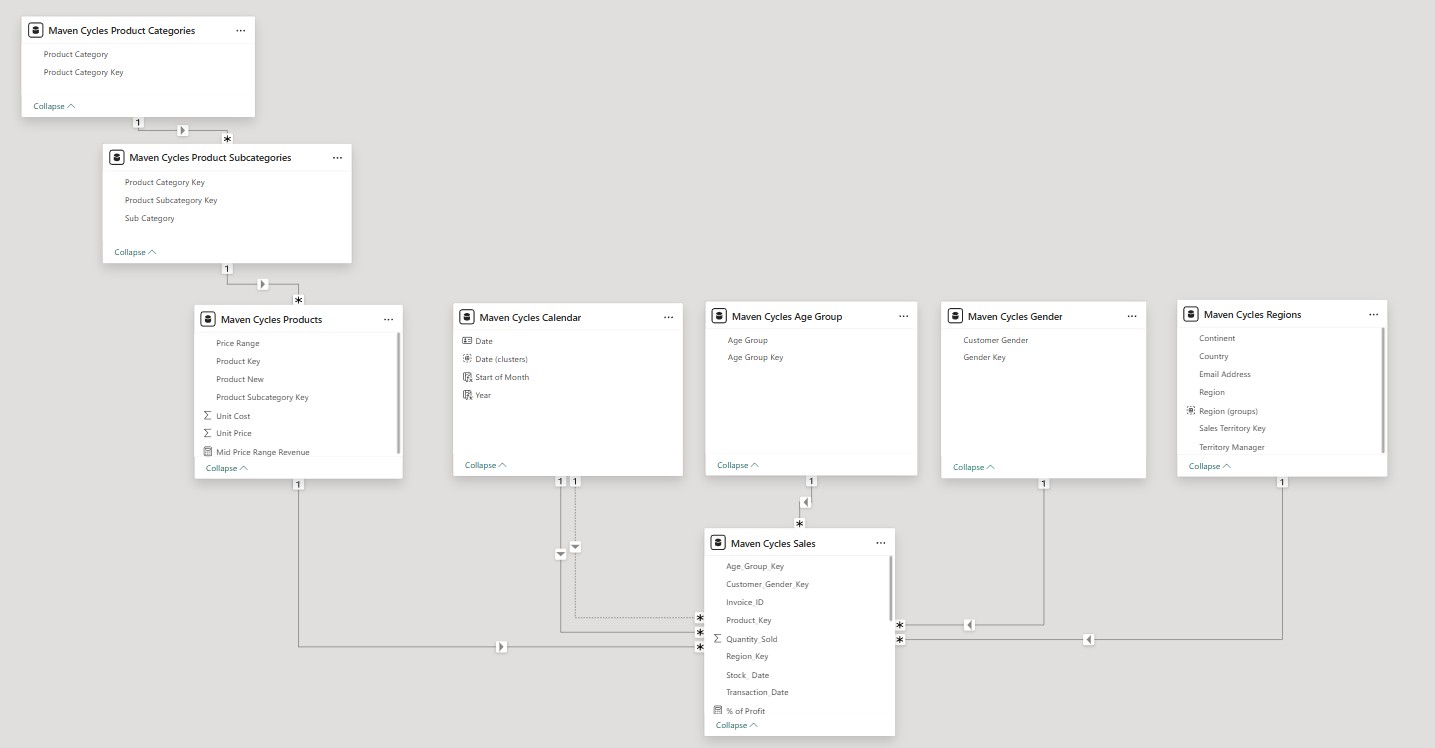 Maven Cycles Product Categories
Product Category
Product Category Key
Collapse
1
*
Maven Cycles Product Subcategories
Product Category Key
Product Subcategory Key
Sub Category
Collapse
1
*
Maven Cycles Products
Price Range
Product Key
Product New
Product Subcategory Key
Unit Cost
Unit Price
Mid Price Range Revenue
Collapse
1
Maven Cycles Calendar
Date
Date (clusters)
Start of Month
Year
Collapse
1 1
Maven Cycles Age Group
Age Group
Age Group Key
Collapse
1
*
Maven Cycles Gender
Customer Gender
Gender Key
Collapse
1
Maven Cycles Regions
Continent
Country
Email Address
Region
Region (groups)
Sales Territory Key
Territory Manager
Collapse
1
Maven Cycles Sales
Age_Group_Key
Customer_Gender_Key
Invoice_ID
Product_Key
Quantity_Sold
Region_Key
Stock_ Date
Transaction_Date
% of Profit
Collapse
*
*
*
*
*